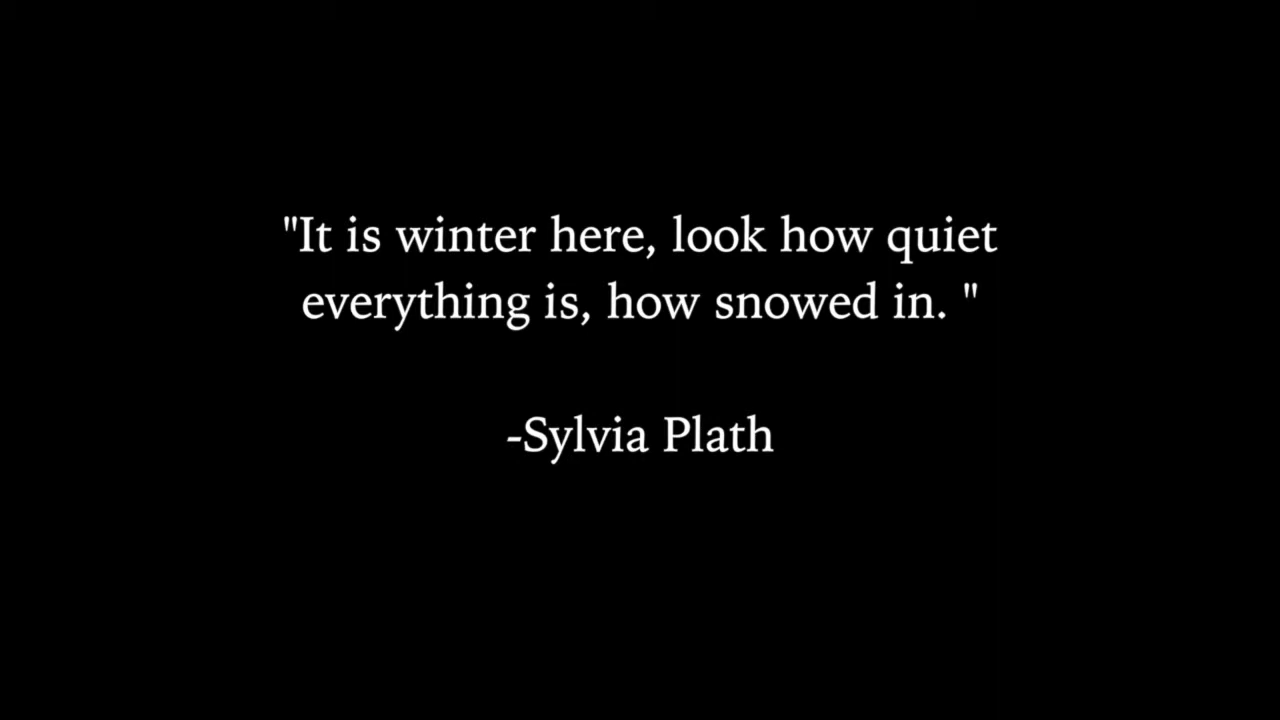 "It is winter here, look how quiet
everything is, how snowed in. "
-Sylvia Plath